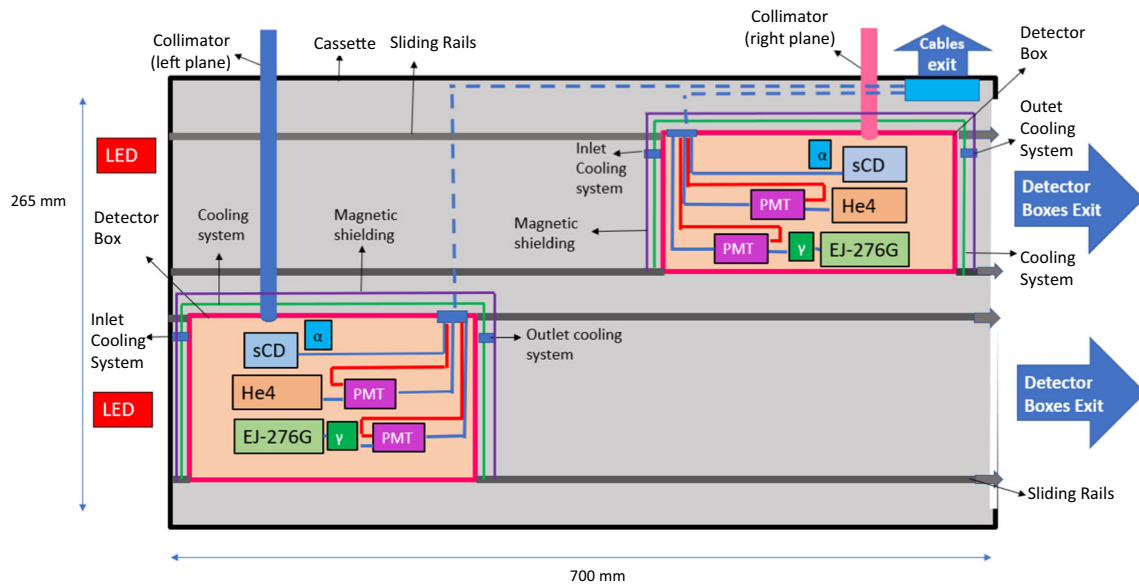 Collimator
(left plane)
Cassette
Sliding Rails
Collimator
(right plane)
Cables
exit
Detector
Box
Outet
Cooling
System
LED
Inlet
Cooling
system
α
sCD
PMT
He4
PMT
γ
EJ-276G
Detector
Boxes Exit
265 mm
Detector
Box
Cooling
system
Magnetic
shielding
Magnetic
shielding
Cooling
System
Inlet
Cooling
System
α
sCD
Outlet cooling
system
He4
PMT
LED
EJ-276G
γ
PMT
Detector
Boxes Exit
Sliding Rails
700 mm